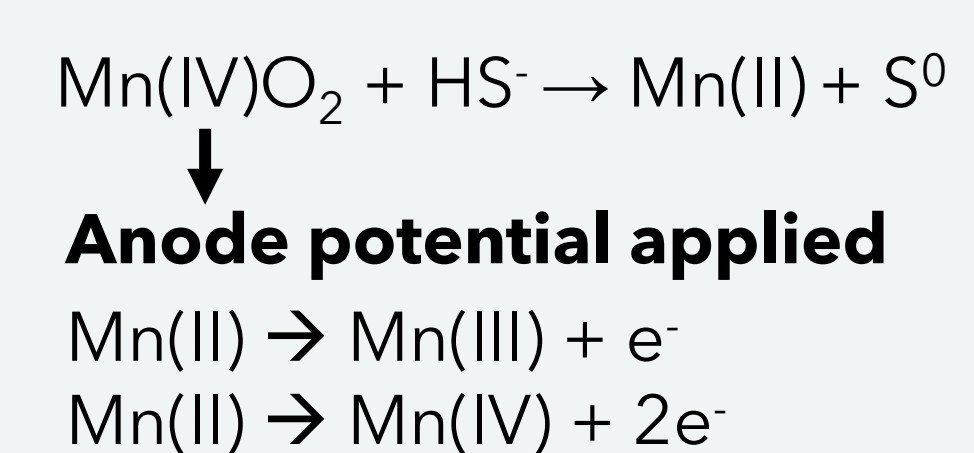 Mn(IV)O₂ + HS⁻ → Mn(II) + S⁰
Anode potential applied
Mn(II) → Mn(III) + e⁻
Mn(II) → Mn(IV) + 2e⁻